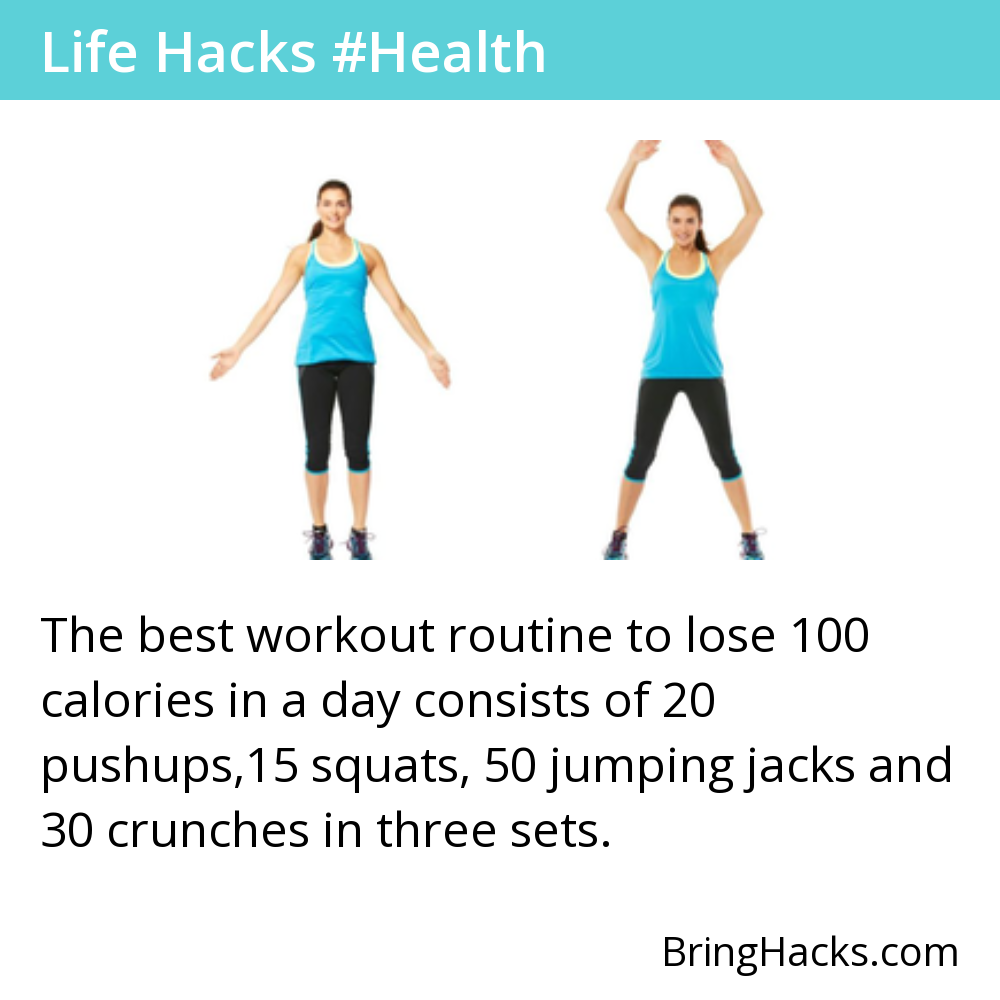 Life Hacks #Health
The best workout routine to lose 100
calories in a day consists of 20
pushups,15 squats, 50 jumping jacks and
30 crunches in three sets.
BringHacks.com